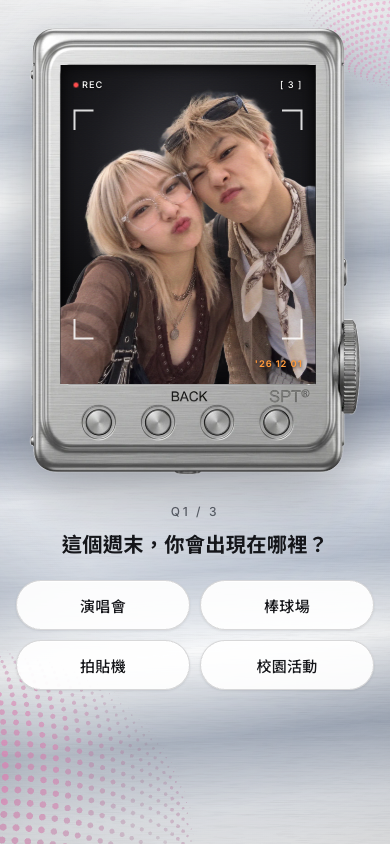 REC
[ 3 ]
'26 12
BACK
SPT®
Q1 / 3
這個週末，你會出現在哪裡？
演唱會
棒球場
拍貼機
校園活動